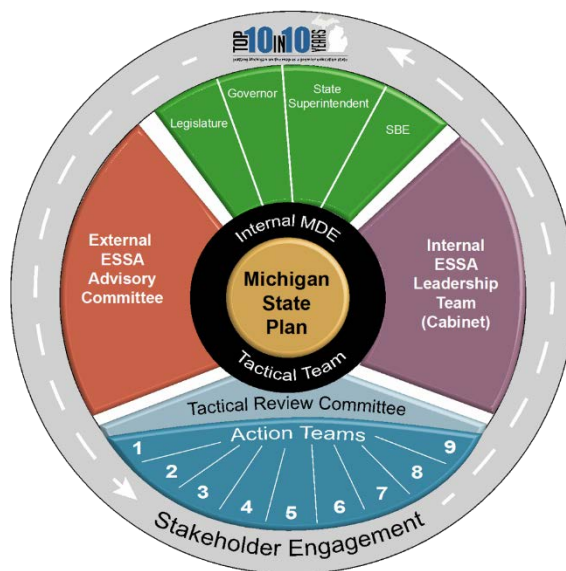 TOP 10 IN 10 YEARS
Governor
State
Superintendent
Legislature
SBE
External
ESSA
Advisory
Committee
Internal MDE
Michigan
State
Plan
Tactical Team
Internal
ESSA
Leadership
Team
(Cabinet)
Tactical Review Committee
Action Teams
1 2 3 4 5 6 7 8 9
Stakeholder Engagement